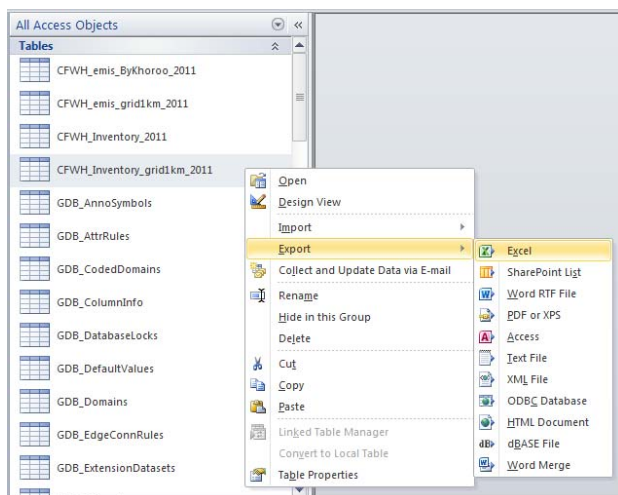 All Access Objects
Tables
CFWH_emis_ByKhoroo_2011
CFWH_emis_grid1km_2011
CFWH_Inventory_2011
CFWH_Inventory_grid1km_2011
GDB_AnnoSymbols
GDB_AttrRules
GDB_CodedDomains
GDB_ColumnInfo
GDB_DatabaseLocks
GDB_DefaultValues
GDB_Domains
GDB_EdgeConnRules
GDB_ExtensionDatasets
Open
Design View
Import
Export
Collect and Update Data via E-mail
Rename
Hide in this Group
Delete
Cut
Copy
Paste
Linked Table Manager
Convert to Local Table
Table Properties
Excel
SharePoint List
Word RTF File
PDF or XPS
Access
Text File
XML File
ODBC Database
HTML Document
dBASE File
Word Merge